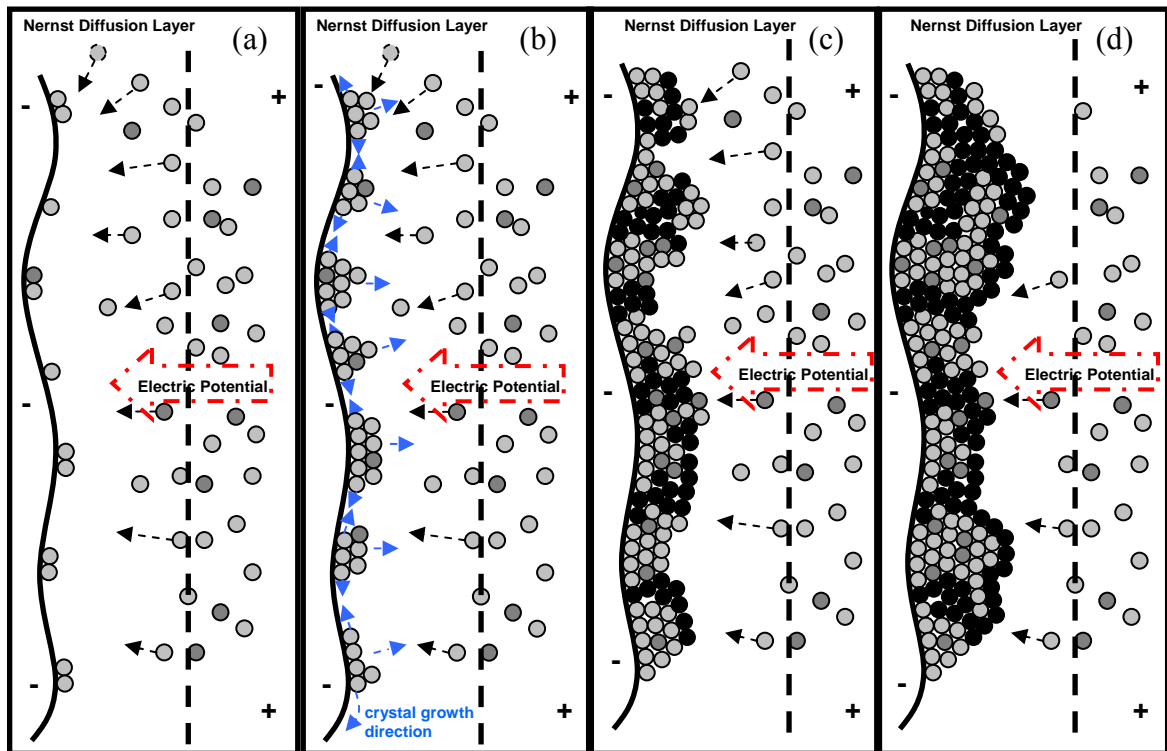 Nernst Diffusion Layer
(a)
-
+
Electric Potential
-
-
+
Nernst Diffusion Layer
(b)
-
+
Electric Potential
-
-
crystal growth
direction
+
Nernst Diffusion Layer
(c)
-
+
Electric Potential
-
-
+
Nernst Diffusion Layer
(d)
-
+
Electric Potential
-
-
+